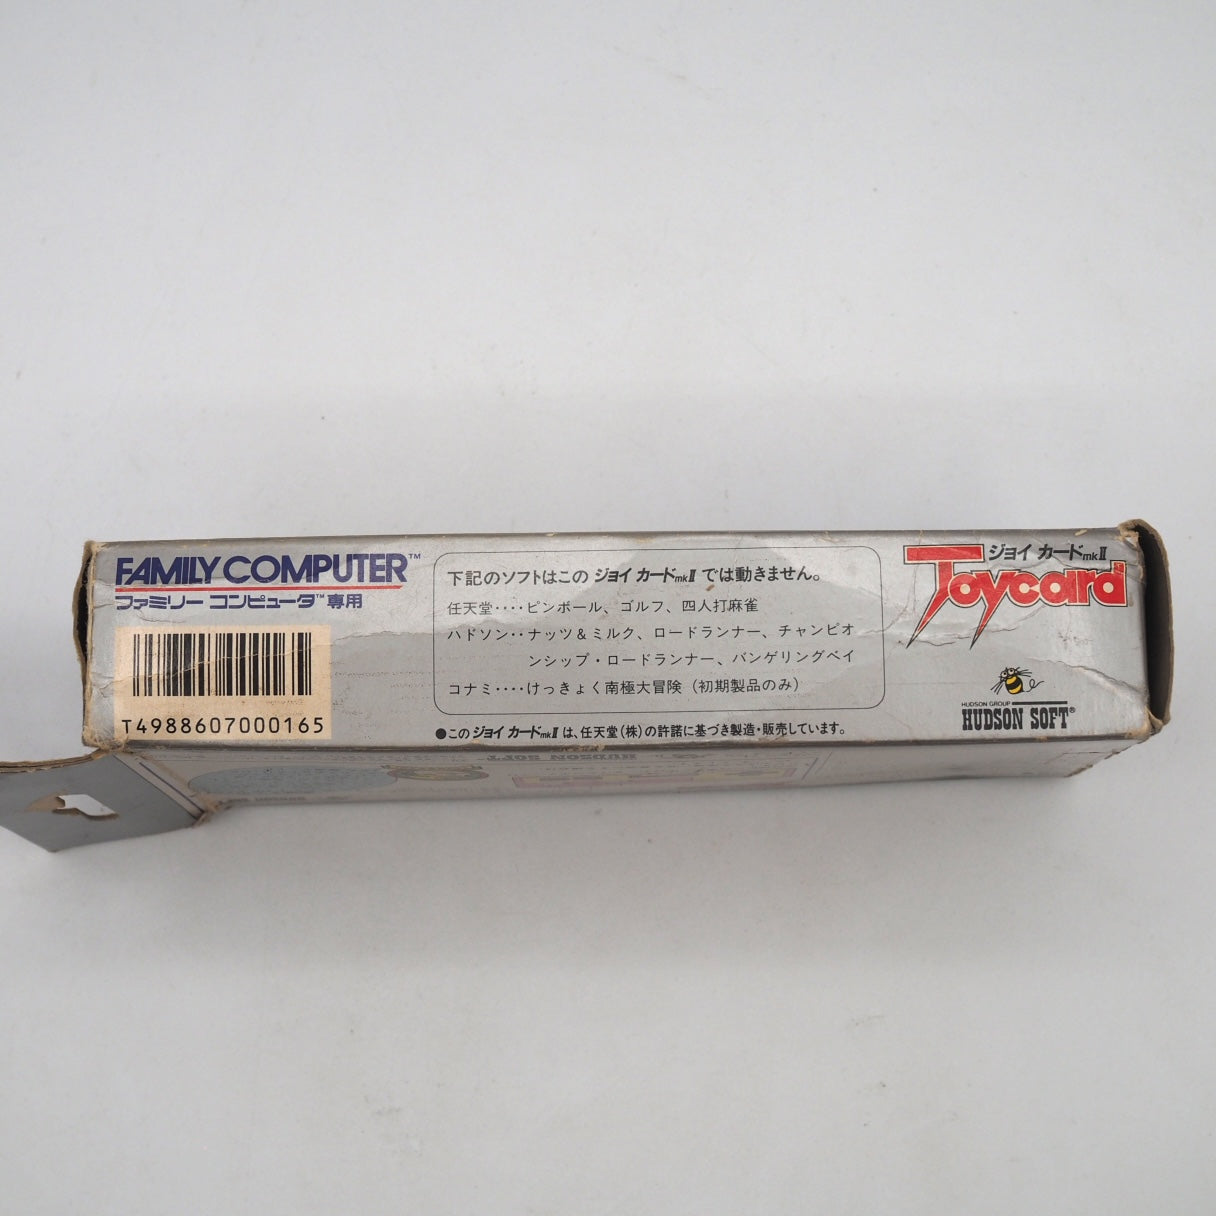 FAMILY COMPUTER™
ファミリー コンピュータ™専用
T4988607000165
下記のソフトはこの ジョイ カードmkⅡ では動きません。
任天堂‥‥ピンボール、ゴルフ、四人打麻雀
ハドソン‥ナッツ&ミルク、ロードランナー、チャンピオ
ンシップ・ロードランナー、バンゲリングベイ
コナミ‥‥けっきょく南極大冒険(初期製品のみ)
●この ジョイ カードmkⅡ は、任天堂(株)の許諾に基づき製造・販売しています。
ジョイ カードmkⅡ
Joycard
HUDSON GROUP
HUDSON SOFT®
HUDSON SOFT